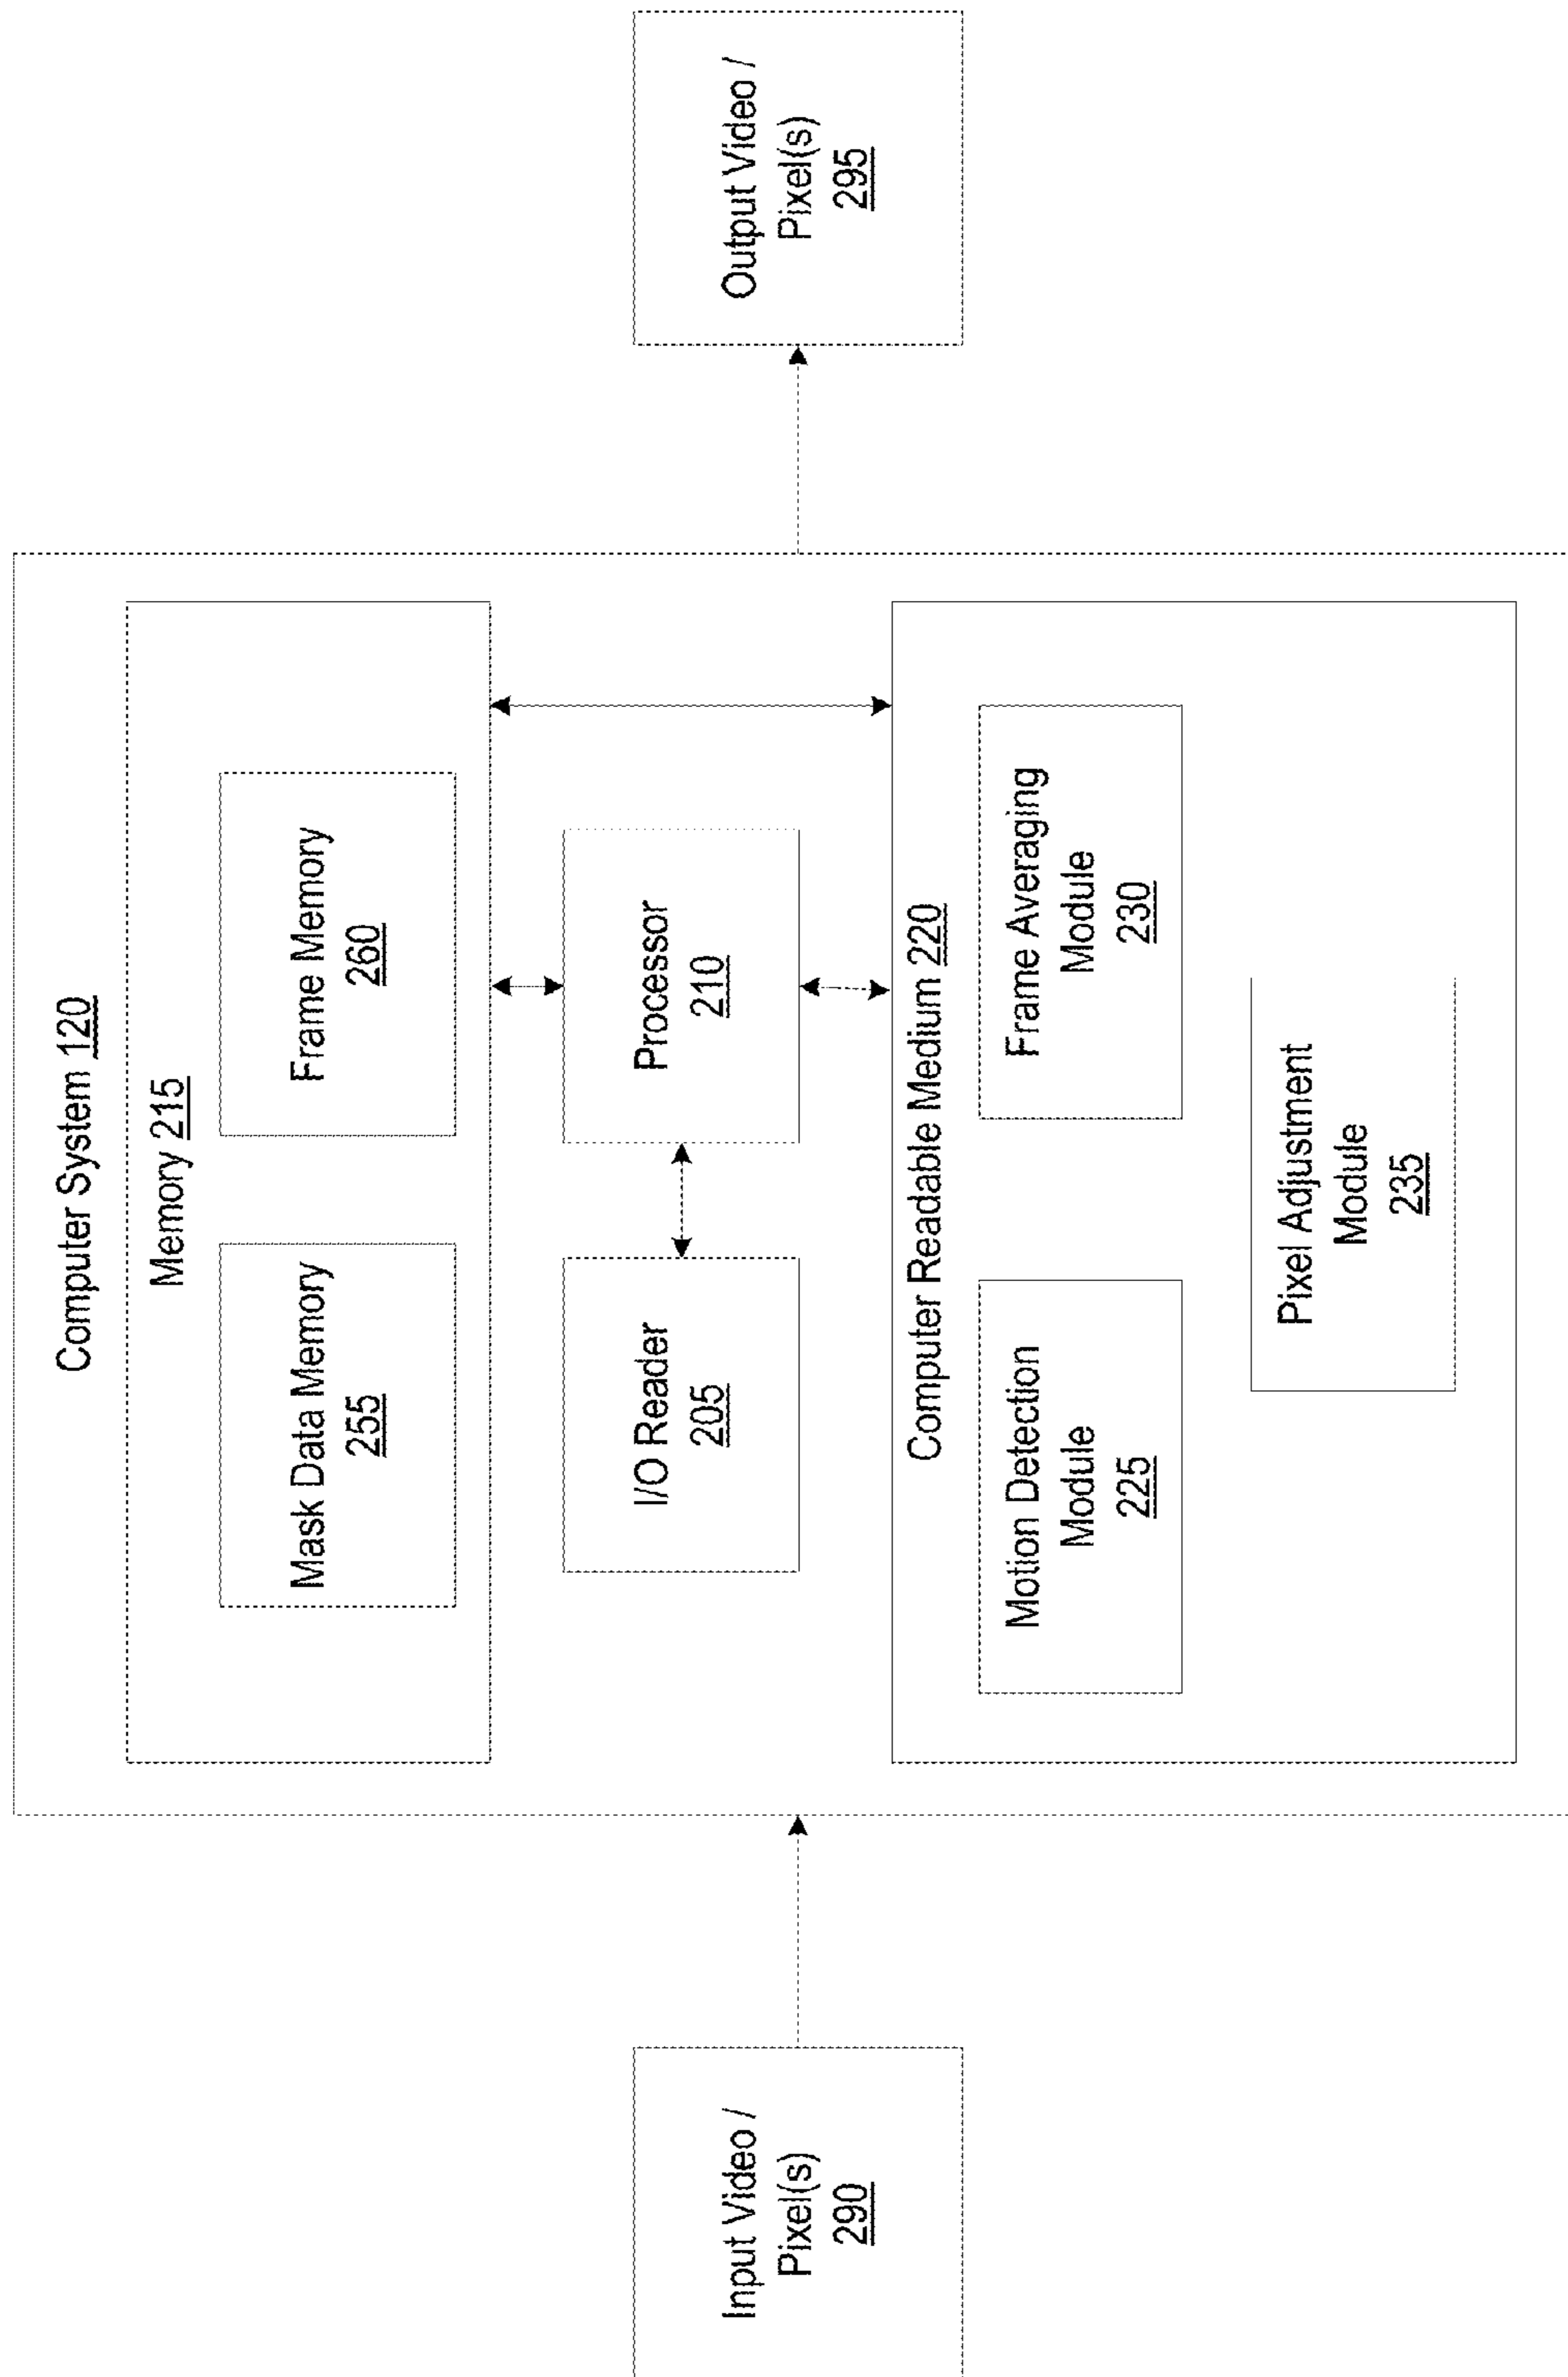 Computer System 120
Memory 215
Mask Data Memory
255
Frame Memory
260
I/O Reader
205
Processor
210
Computer Readable Medium 220
Motion Detection
Module
225
Frame Averaging
Module
230
Pixel Adjustment
Module
235
Input Video /
Pixel(s)
290
Output Video /
Pixel(s)
295